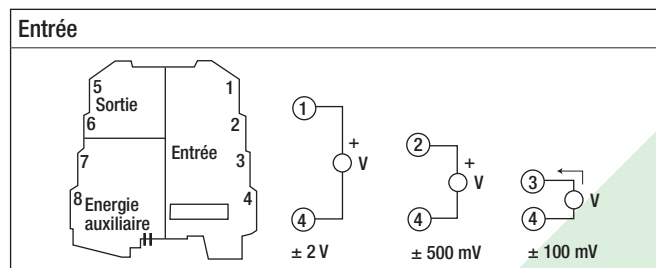 Entrée
5
Sortie
6
7
8
Energie
auxiliaire
1
2
Entrée
3
4
1
+
V
4
± 2 V
2
+
V
4
± 500 mV
3
V
4
± 100 mV